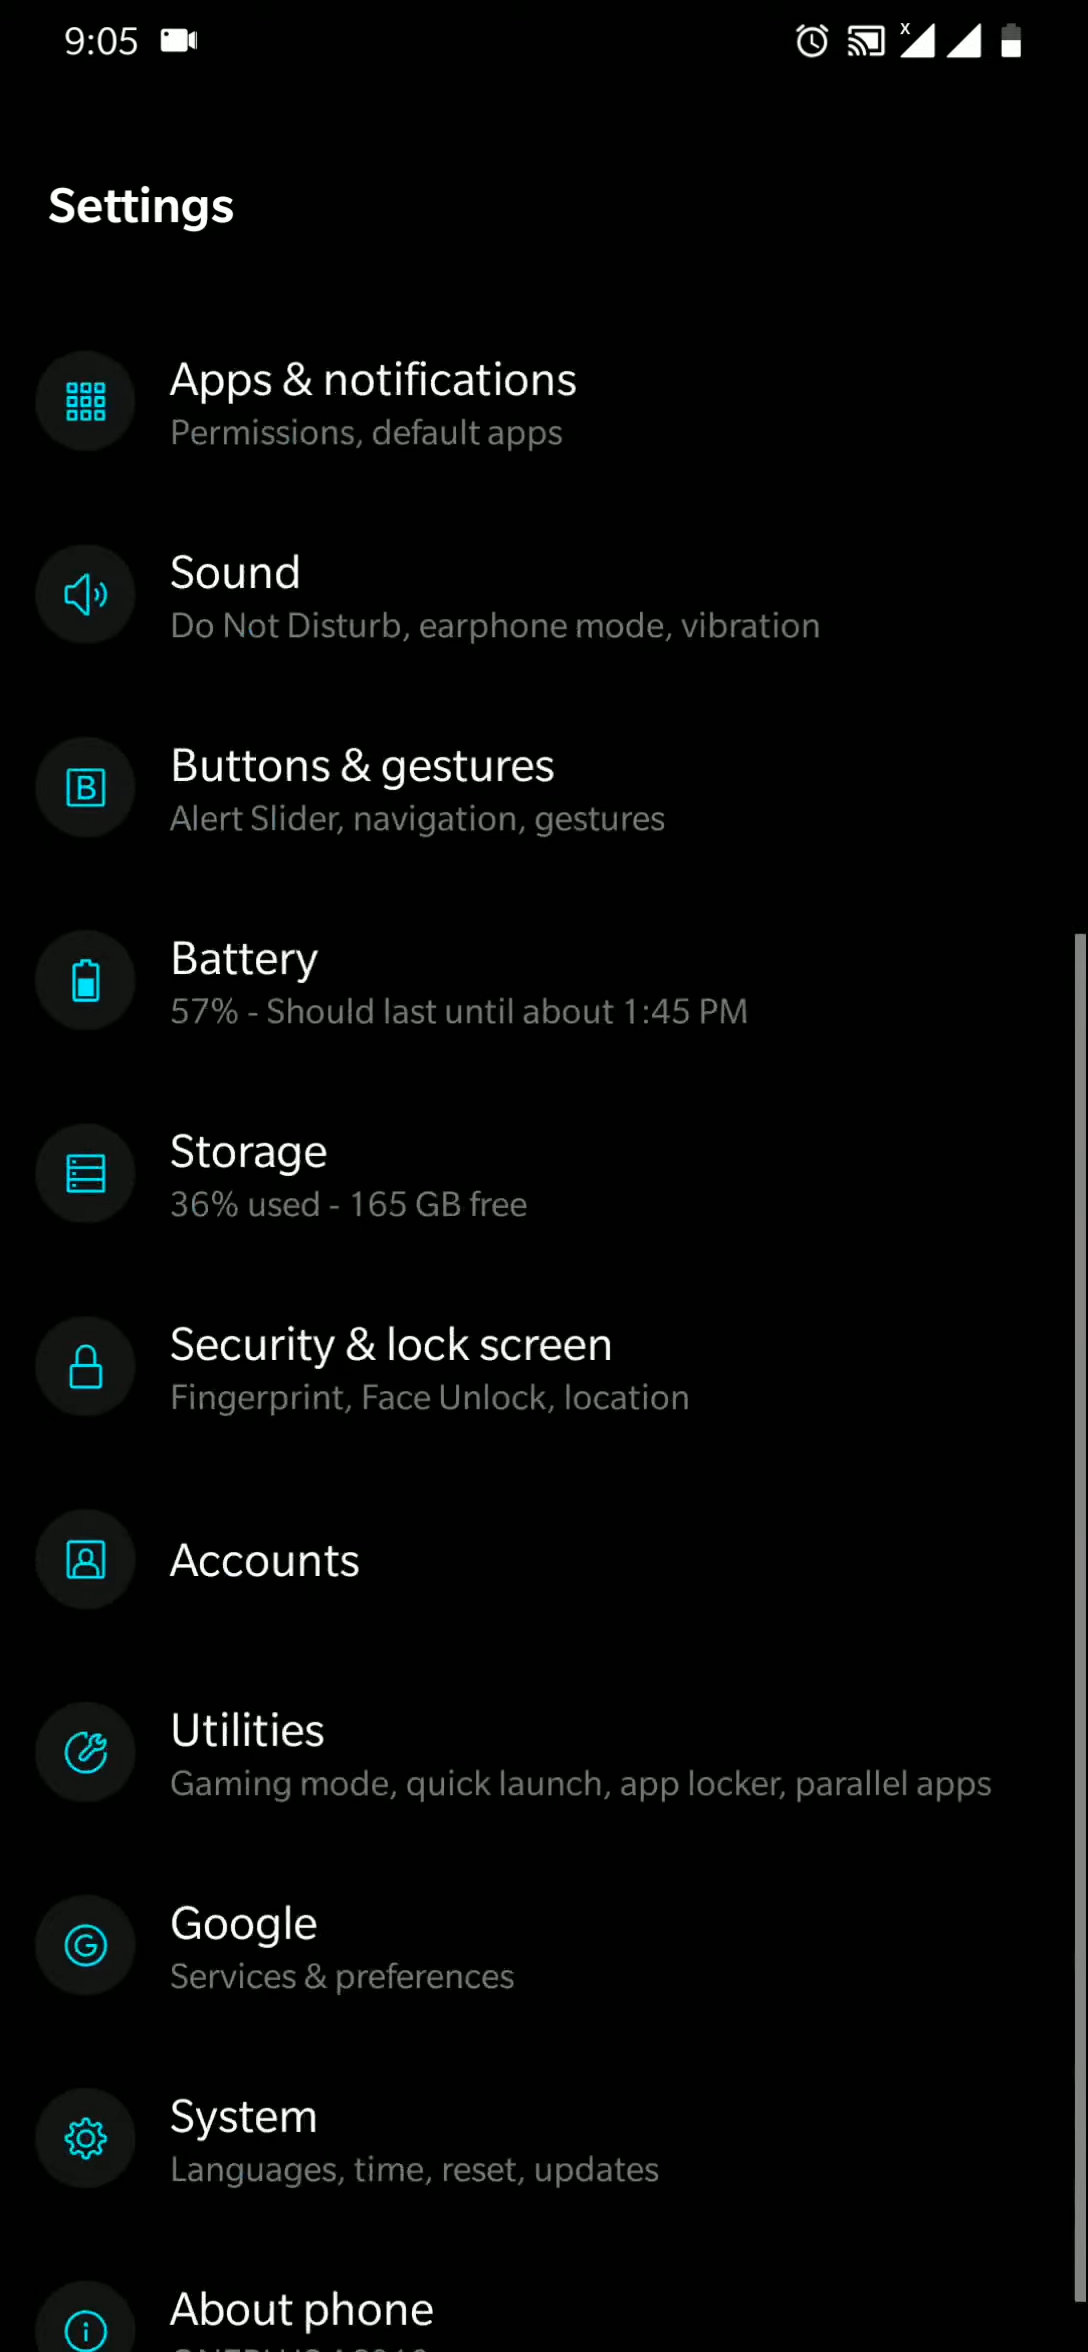 9:05
x
Settings
Apps & notifications
Permissions, default apps
Sound
Do Not Disturb, earphone mode, vibration
B
Buttons & gestures
Alert Slider, navigation, gestures
Battery
57% - Should last until about 1:45 PM
Storage
36% used - 165 GB free
Security & lock screen
Fingerprint, Face Unlock, location
Accounts
Utilities
Gaming mode, quick launch, app locker, parallel apps
G
Google
Services & preferences
System
Languages, time, reset, updates
About phone